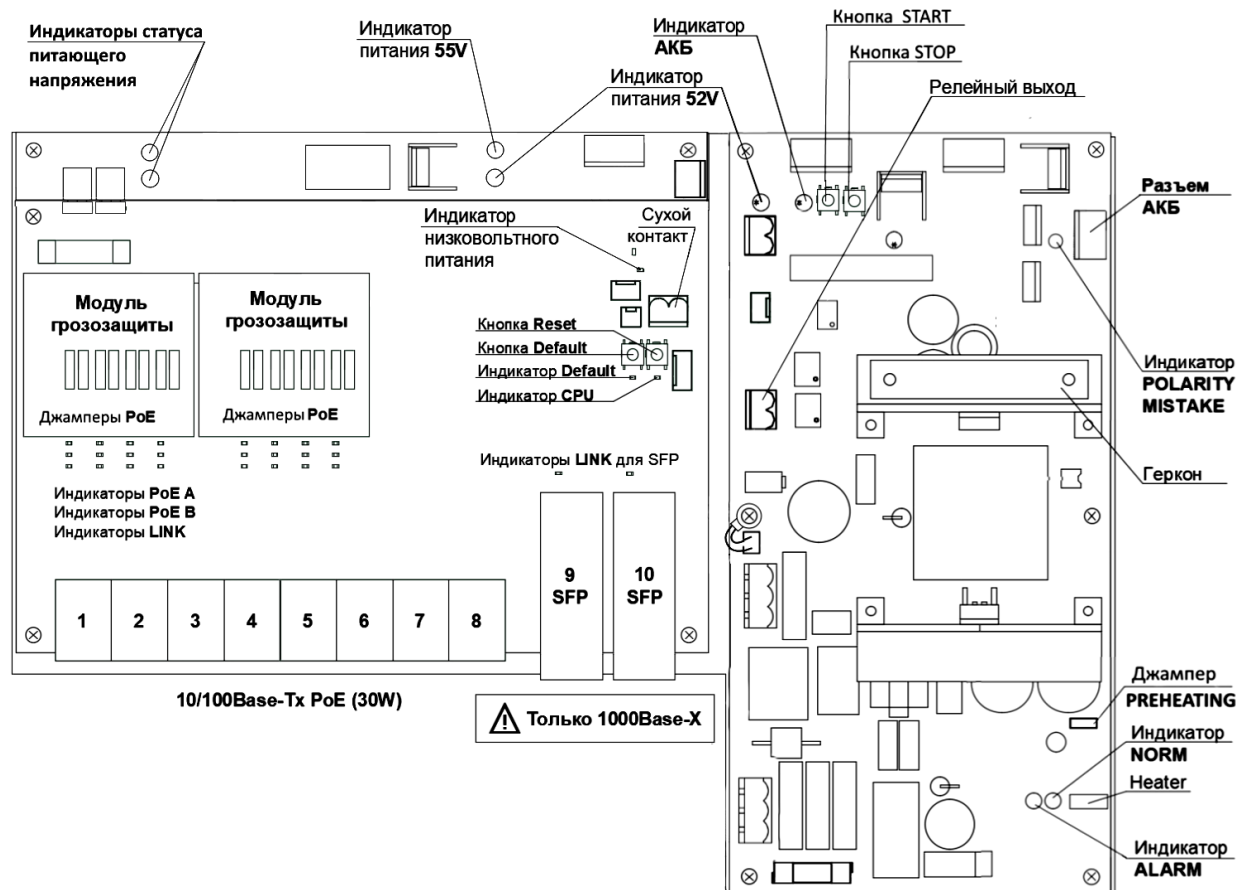 Индикаторы статуса
питающего
напряжения
Индикатор
питания 55V
Индикатор
АКБ
Кнопка START
Кнопка STOP
Индикатор
питания 52V
Релейный выход
Разъем
АКБ
Индикатор
низковольтного
питания
Сухой
контакт
Модуль
грозозащиты
Модуль
грозозащиты
Кнопка Reset
Кнопка Default
Индикатор Default
Индикатор CPU
Джамперы PoE
Джамперы PoE
Индикатор
POLARITY
MISTAKE
Геркон
Индикаторы LINK для SFP
Индикаторы PoE A
Индикаторы PoE B
Индикаторы LINK
1
2
3
4
5
6
7
8
9
SFP
10
SFP
10/100Base-Tx PoE (30W)
Только 1000Base-X
Джампер
PREHEATING
Индикатор
NORM
Heater
Индикатор
ALARM